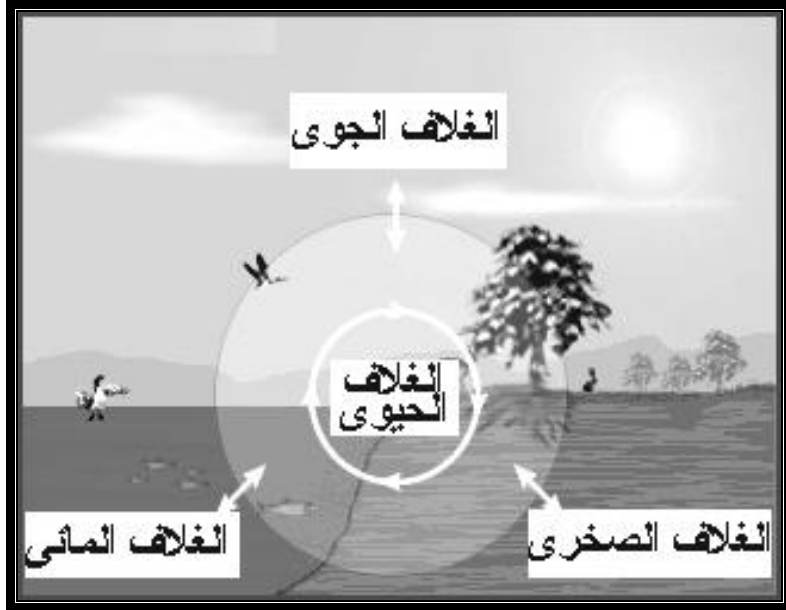 الغلاف الجوى
الغلاف
الحيوى
الغلاف المائى
الغلاف الصخرى